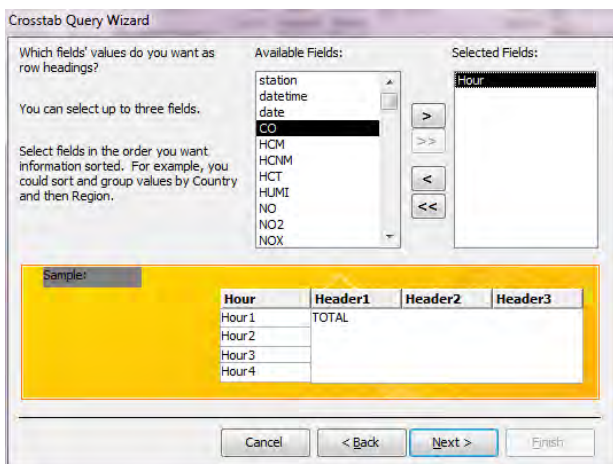 Crosstab Query Wizard
Which fields' values do you want as
row headings?
You can select up to three fields.
Select fields in the order you want
information sorted. For example, you
could sort and group values by Country
and then Region.
Available Fields:
station
datetime
date
CO
HCM
HCNM
HCT
HUMI
NO
NO2
NOX
>
>>
<
<<
Selected Fields:
Hour
Sample:
Hour Header1 Header2 Header3
Hour1 TOTAL
Hour2
Hour3
Hour4
Cancel < Back Next > Finish